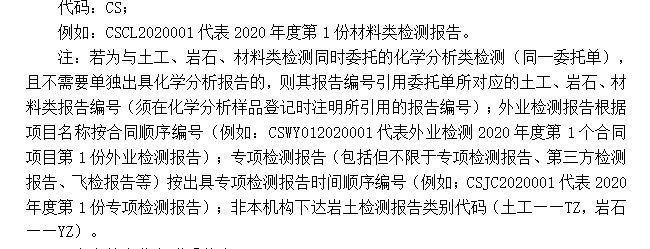 代码：CS；
例如：CSCL2020001 代表 2020 年度第 1 份材料类检测报告。
注：若为与土工、岩石、材料类检测同时委托的化学分析类检测（同一委托单），
且不需要单独出具化学分析报告的，则其报告编号引用委托单所对应的土工、岩石、材
料类报告编号（须在化学分析样品登记时注明所引用的报告编号）；外业检测报告根据
项目名称按合同顺序编号（例如：CSWY012020001 代表外业检测 2020 年度第 1 个合同
项目第 1 份外业检测报告）；专项检测报告（包括但不限于专项检测报告、第三方检测
报告、飞检报告等）按出具专项检测报告时间顺序编号（例如；CSJC2020001 代表 2020
年度第 1 份专项检测报告）；非本机构下达岩土检测报告类别代码（土工——TZ，岩石
——YZ）。